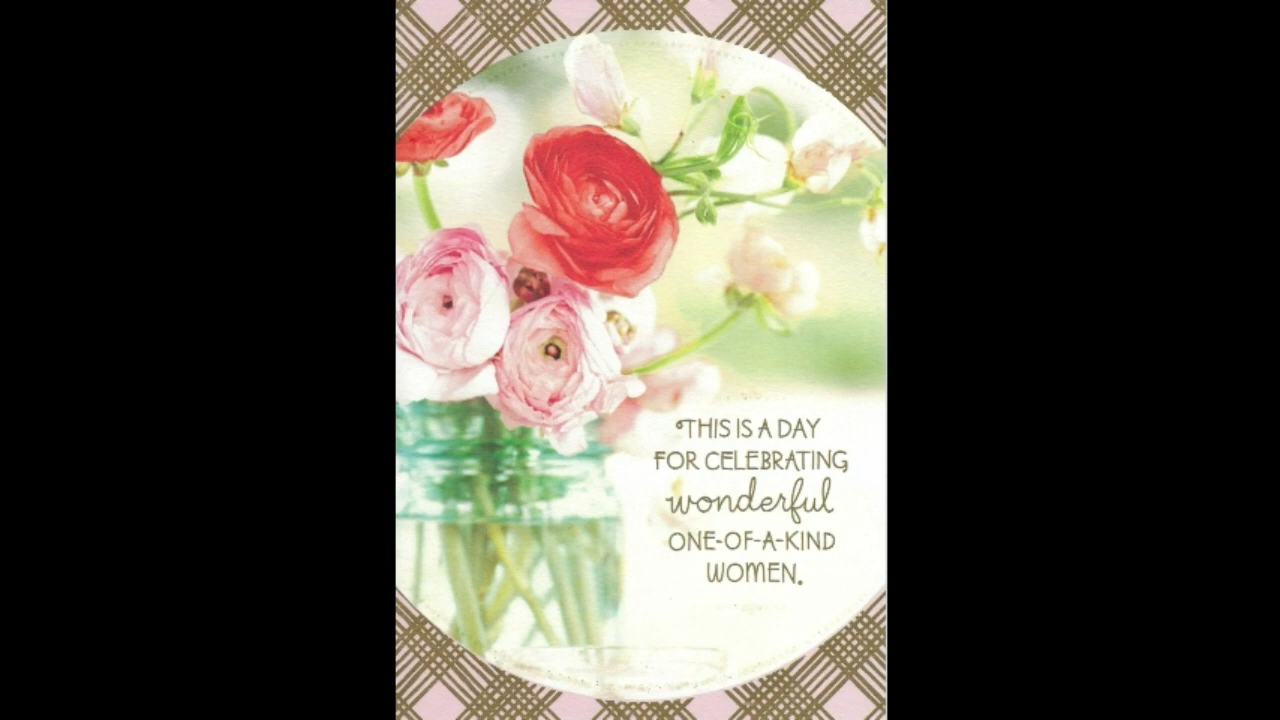 THIS IS A DAY
FOR CELEBRATING
wonderful
ONE-OF-A-KIND
WOMEN.